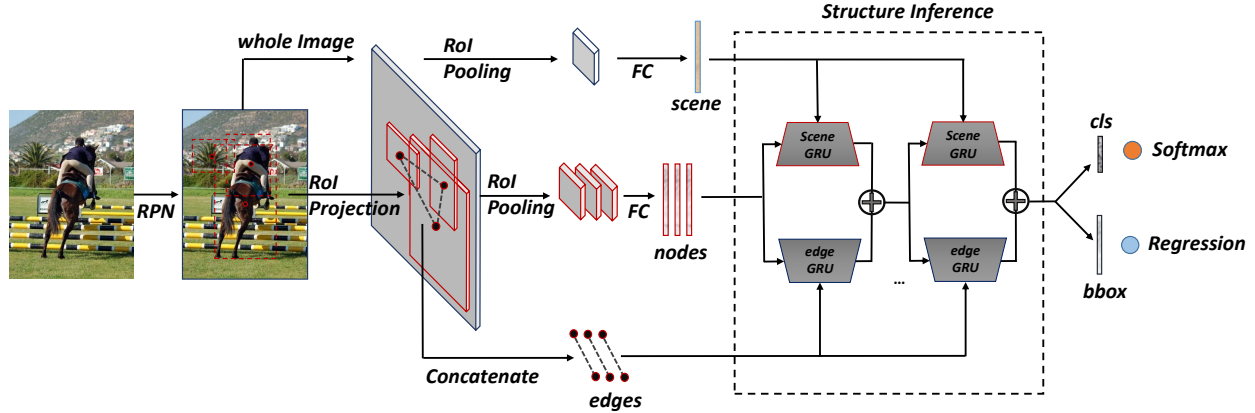 Structure Inference
whole Image
RoI
Pooling
FC
scene
Scene
GRU
Scene
GRU
cls
Softmax
RPN
RoI
Projection
RoI
Pooling
FC
nodes
edge
GRU
...
edge
GRU
Regression
bbox
Concatenate
edges